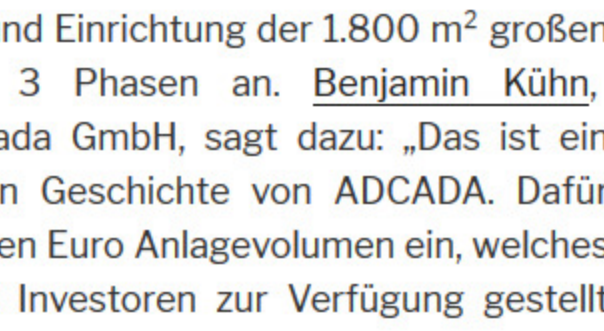 nd Einrichtung der 1.800 m² großen
3 Phasen an. Benjamin Kühn,
ada GmbH, sagt dazu: „Das ist ein
n Geschichte von ADCADA. Dafür
en Euro Anlagevolumen ein, welches
Investoren zur Verfügung gestellt